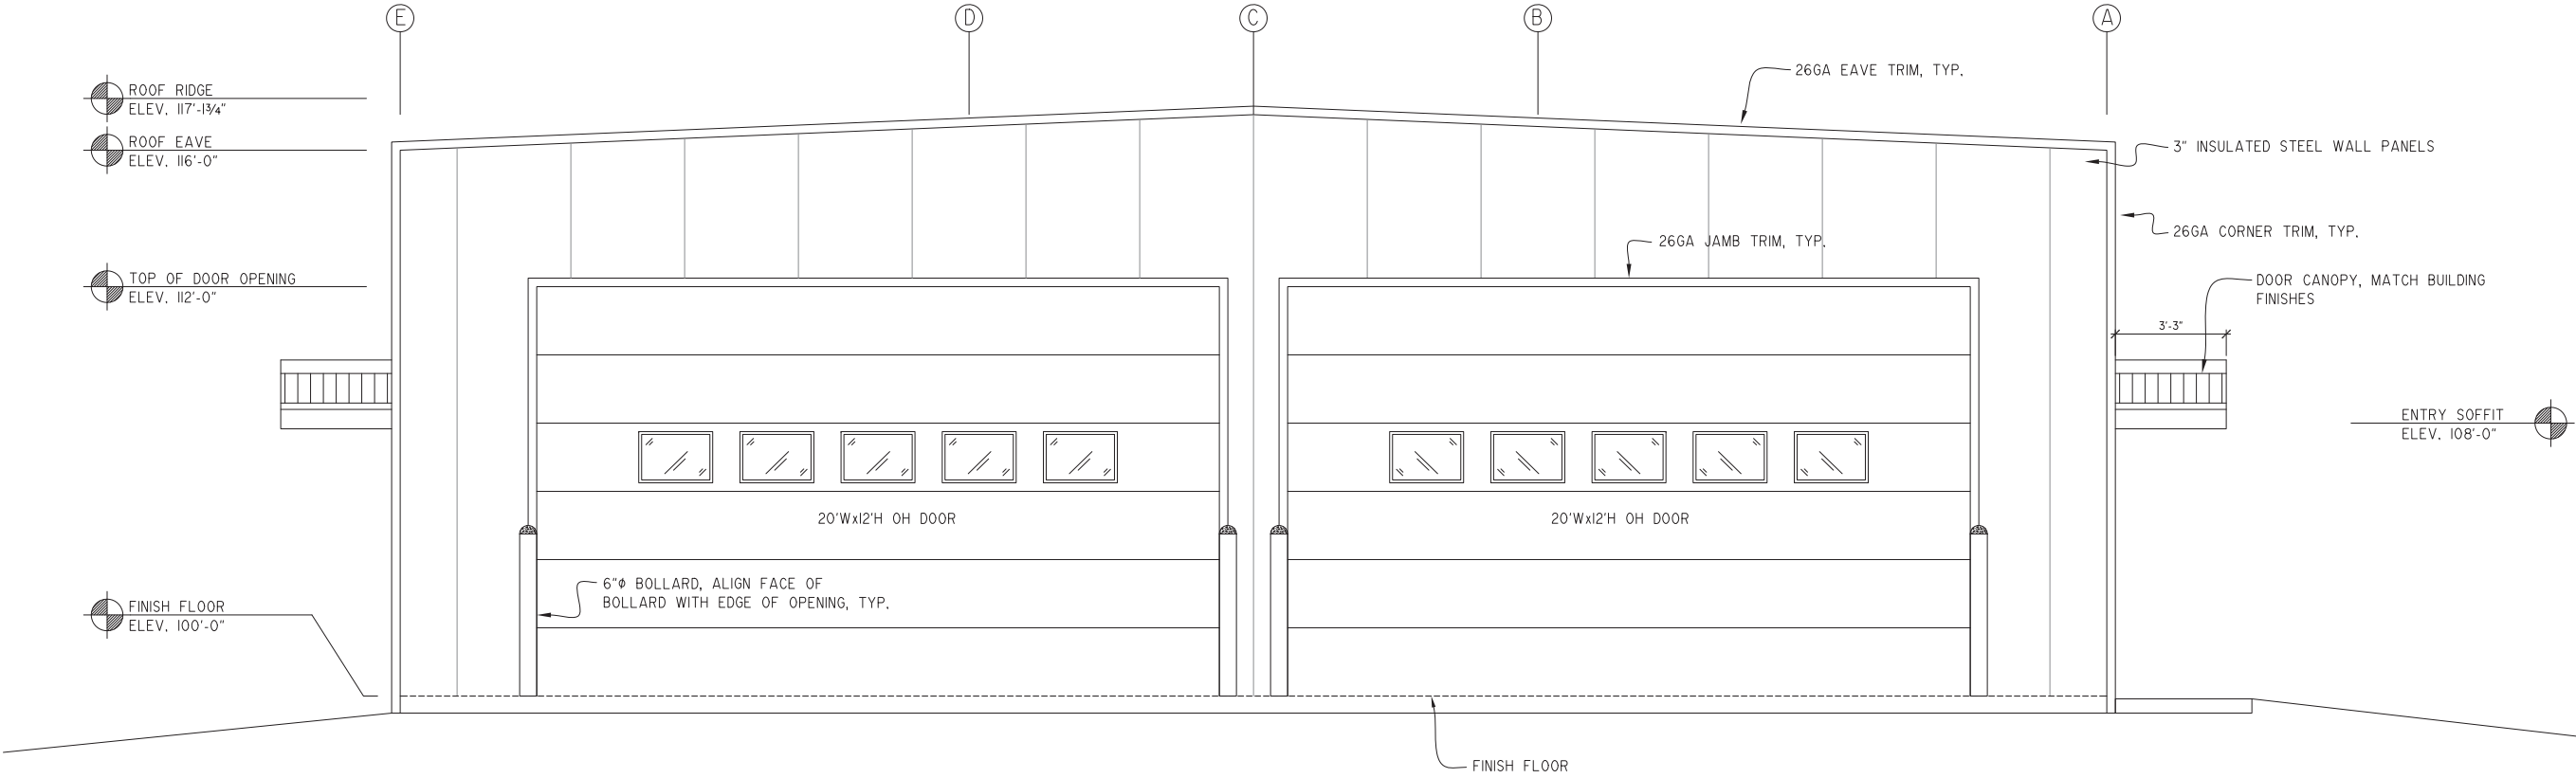 E
D
C
B
A
26GA EAVE TRIM, TYP.
ROOF RIDGE
ELEV. 117'-1¾"
ROOF EAVE
ELEV. 116'-0"
3" INSULATED STEEL WALL PANELS
26GA CORNER TRIM, TYP.
26GA JAMB TRIM, TYP.
TOP OF DOOR OPENING
ELEV. 112'-0"
DOOR CANOPY, MATCH BUILDING
FINISHES
3'-3"
ENTRY SOFFIT
ELEV. 108'-0"
20'Wx12'H OH DOOR
20'Wx12'H OH DOOR
6"ø BOLLARD, ALIGN FACE OF
BOLLARD WITH EDGE OF OPENING, TYP.
FINISH FLOOR
ELEV. 100'-0"
FINISH FLOOR